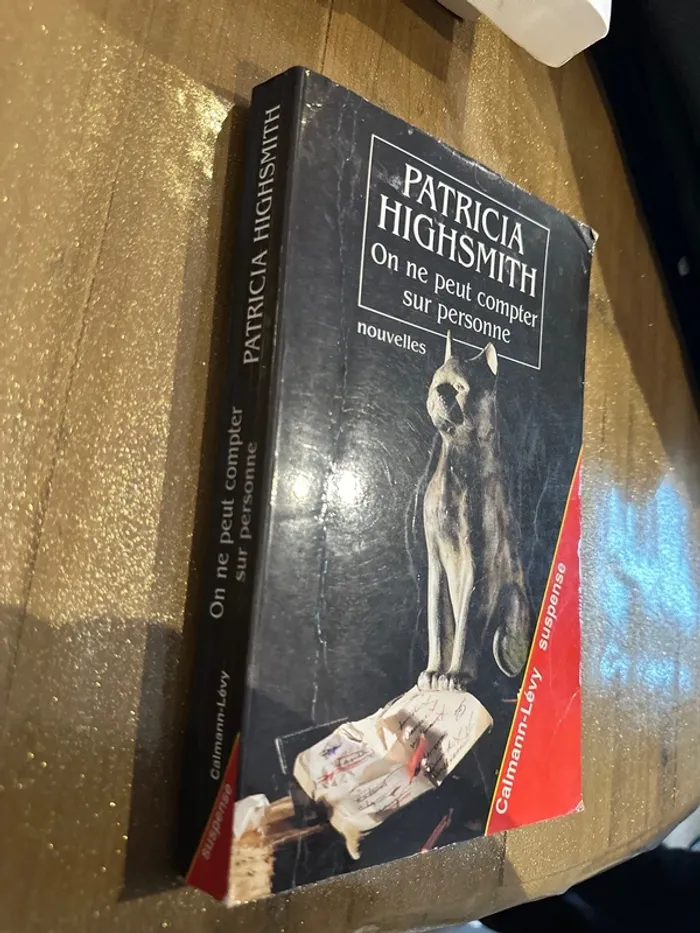 PATRICIA
HIGHSMITH
On ne peut compter
sur personne
nouvelles
Calmann-Lévy suspense
PATRICIA HIGHSMITH
On ne peut compter
sur personne
Calmann-Lévy
suspense